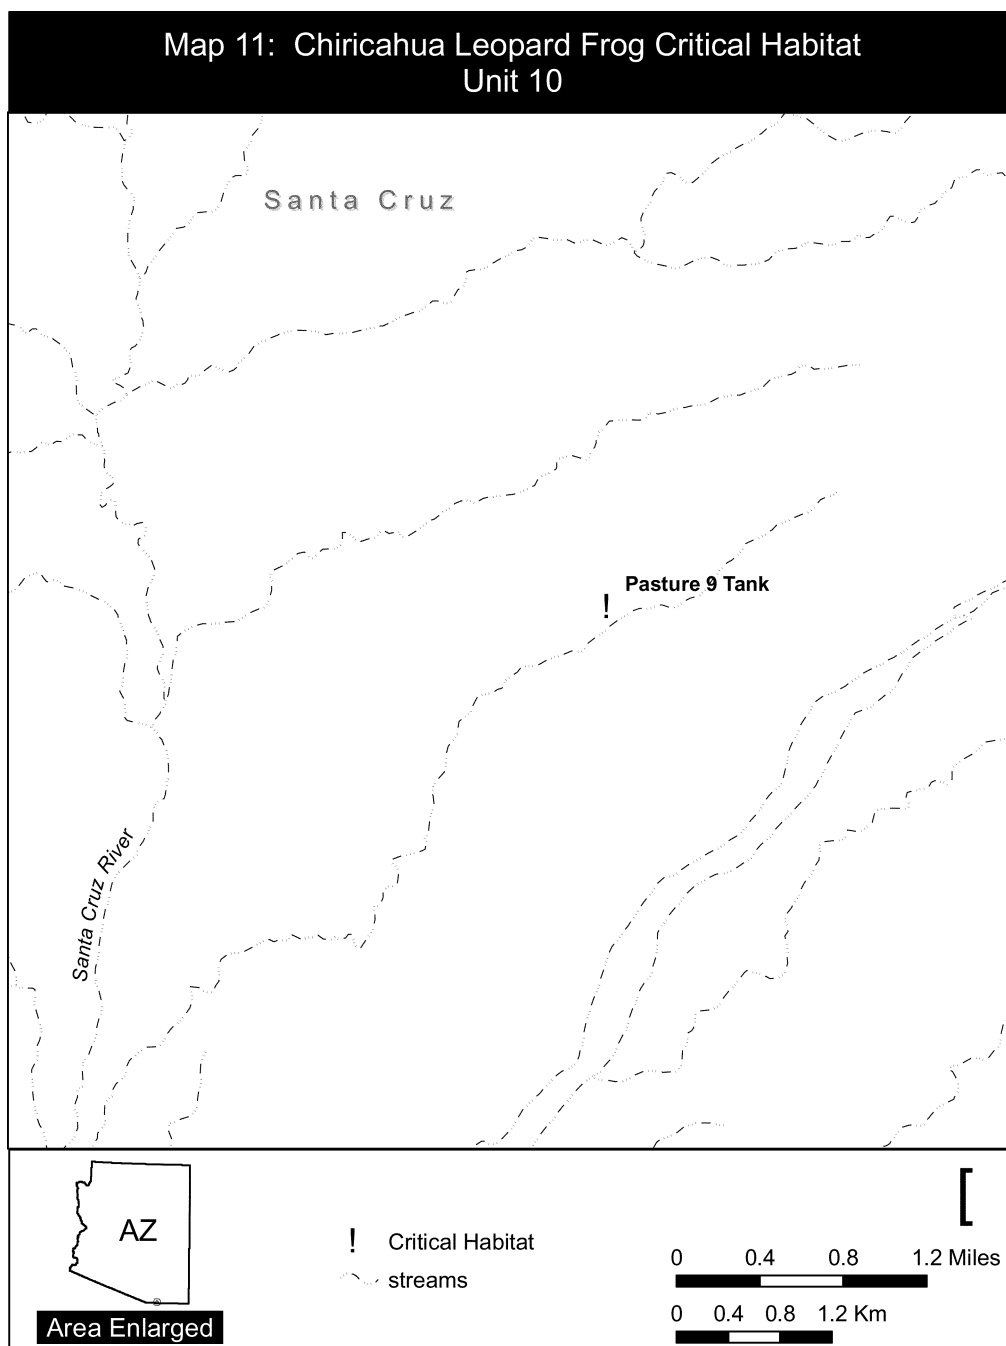 Map 11:  Chiricahua Leopard Frog Critical Habitat
Unit 10
Santa Cruz
Pasture 9 Tank
!
Santa Cruz River
AZ
Area Enlarged
! Critical Habitat
streams
[
0 0.4 0.8 1.2 Miles
0 0.4 0.8 1.2 Km